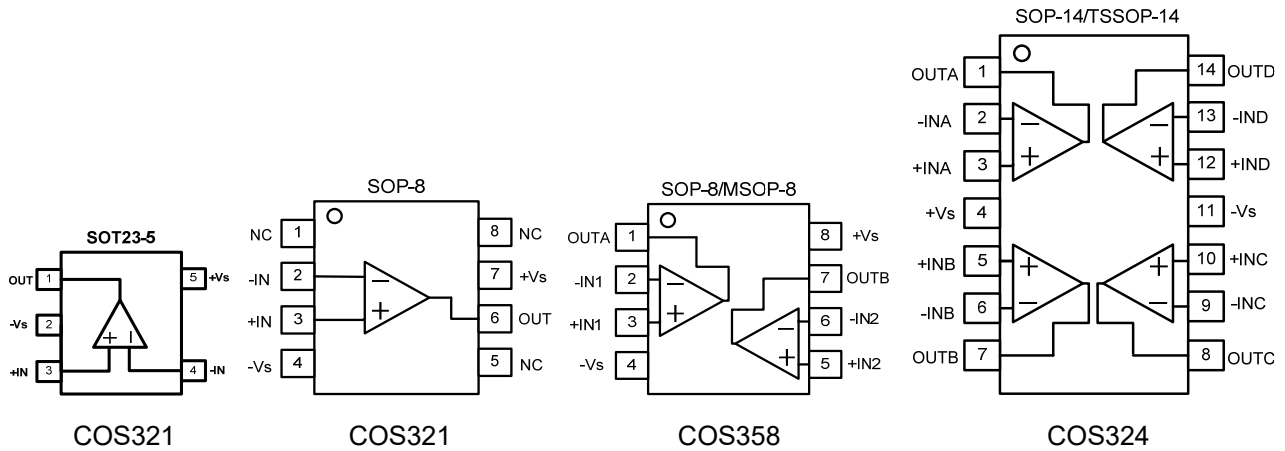 SOT23-5
OUT 1
-Vs 2
+IN 3
5 +Vs
4 -IN
+ −
COS321
SOP-8
NC 1
-IN 2
+IN 3
-Vs 4
8 NC
7 +Vs
6 OUT
5 NC
−
+
COS321
SOP-8/MSOP-8
OUTA 1
-IN1 2
+IN1 3
-Vs 4
8 +Vs
7 OUTB
6 -IN2
5 +IN2
−
+
−
+
COS358
SOP-14/TSSOP-14
OUTA 1
-INA 2
+INA 3
+Vs 4
+INB 5
-INB 6
OUTB 7
14 OUTD
13 -IND
12 +IND
11 -Vs
10 +INC
9 -INC
8 OUTC
−
+
−
+
+
−
+
−
COS324